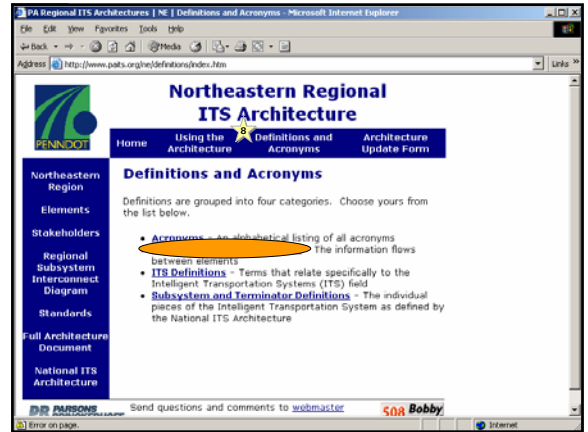 PA Regional ITS Architectures | NE | Definitions and Acronyms - Microsoft Internet Explorer
File Edit View Favorites Tools Help
Back Media
Address http://www.paits.org/ne/definitions/index.htm Links »
Northeastern Regional
ITS Architecture
8
PENNDOT
Home Using the Architecture Definitions and Acronyms Architecture Update Form
Northeastern
Region
Elements
Stakeholders
Regional
Subsystem
Interconnect
Diagram
Standards
Full Architecture
Document
National ITS
Architecture
Definitions and Acronyms
Definitions are grouped into four categories. Choose yours from
the list below.
Acronyms - An alphabetical listing of all acronyms
The information flows
between elements
ITS Definitions - Terms that relate specifically to the
Intelligent Transportation Systems (ITS) field
Subsystem and Terminator Definitions - The individual
pieces of the Intelligent Transportation System as defined by
the National ITS Architecture
PARSONS
Send questions and comments to webmaster
508 Bobby
Error on page. Internet